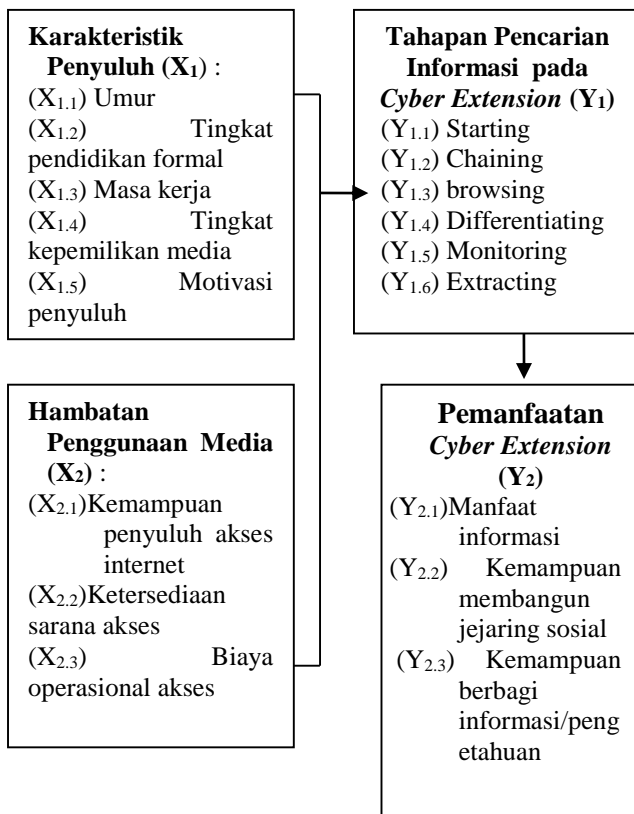 Karakteristik
Penyuluh (X1) :
(X1.1) Umur
(X1.2) Tingkat
pendidikan formal
(X1.3) Masa kerja
(X1.4) Tingkat
kepemilikan media
(X1.5) Motivasi
penyuluh
Tahapan Pencarian
Informasi pada
Cyber Extension (Y1)
(Y1.1) Starting
(Y1.2) Chaining
(Y1.3) browsing
(Y1.4) Differentiating
(Y1.5) Monitoring
(Y1.6) Extracting
Hambatan
Penggunaan Media
(X2) :
(X2.1)Kemampuan
penyuluh akses
internet
(X2.2)Ketersediaan
sarana akses
(X2.3) Biaya
operasional akses
Pemanfaatan
Cyber Extension
(Y2)
(Y2.1)Manfaat
informasi
(Y2.2) Kemampuan
membangun
jejaring sosial
(Y2.3) Kemampuan
berbagi
informasi/peng
etahuan